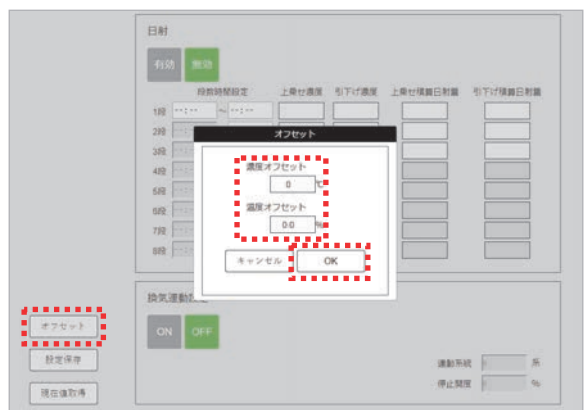 日射
有効 無効
段数時間設定 上乗せ濃度 引下げ濃度 上乗せ積算日射量 引下げ積算日射量
1段 --:-- ～ --:--
2段 --:--
3段 --:--
4段 --:--
5段 --:--
6段 --:--
7段 --:--
8段 --:--
オフセット
濃度オフセット
0 ℃
温度オフセット
0.0 %
キャンセル OK
換気連動設定
ON OFF
オフセット
設定保存
現在値取得
連動系統 系
停止開度 %